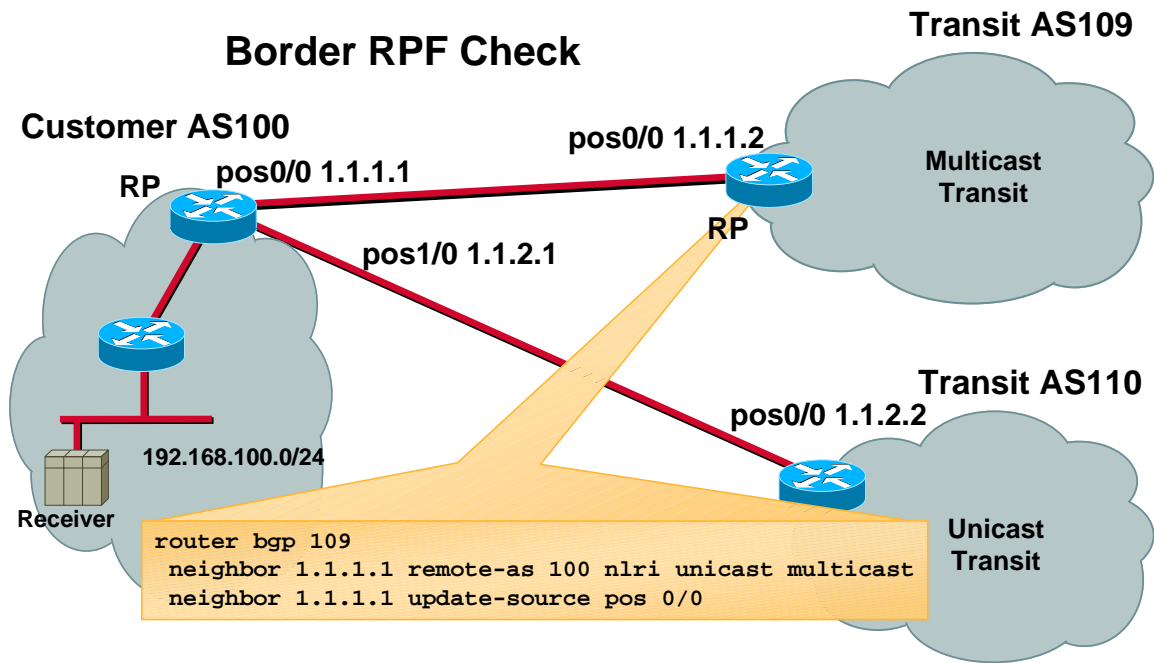 Border RPF Check
Transit AS109
Customer AS100
pos0/0 1.1.1.2
pos0/0 1.1.1.1
RP
Multicast
Transit
RP
pos1/0 1.1.2.1
Transit AS110
pos0/0 1.1.2.2
192.168.100.0/24
Receiver
Unicast
Transit
router bgp 109
neighbor 1.1.1.1 remote-as 100 nlri unicast multicast
neighbor 1.1.1.1 update-source pos 0/0